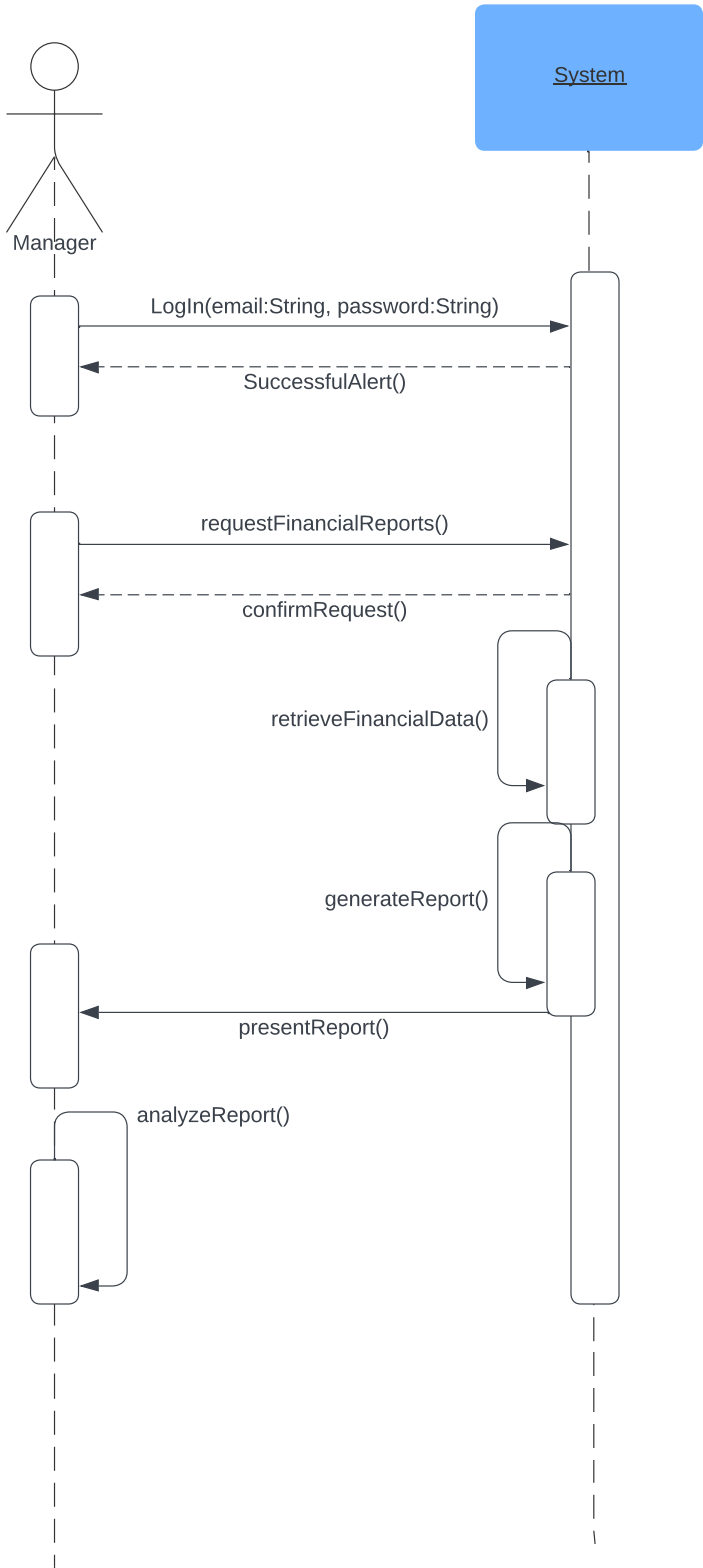 System
Manager
LogIn(email:String, password:String)
SuccessfulAlert()
requestFinancialReports()
confirmRequest()
retrieveFinancialData()
generateReport()
presentReport()
analyzeReport()